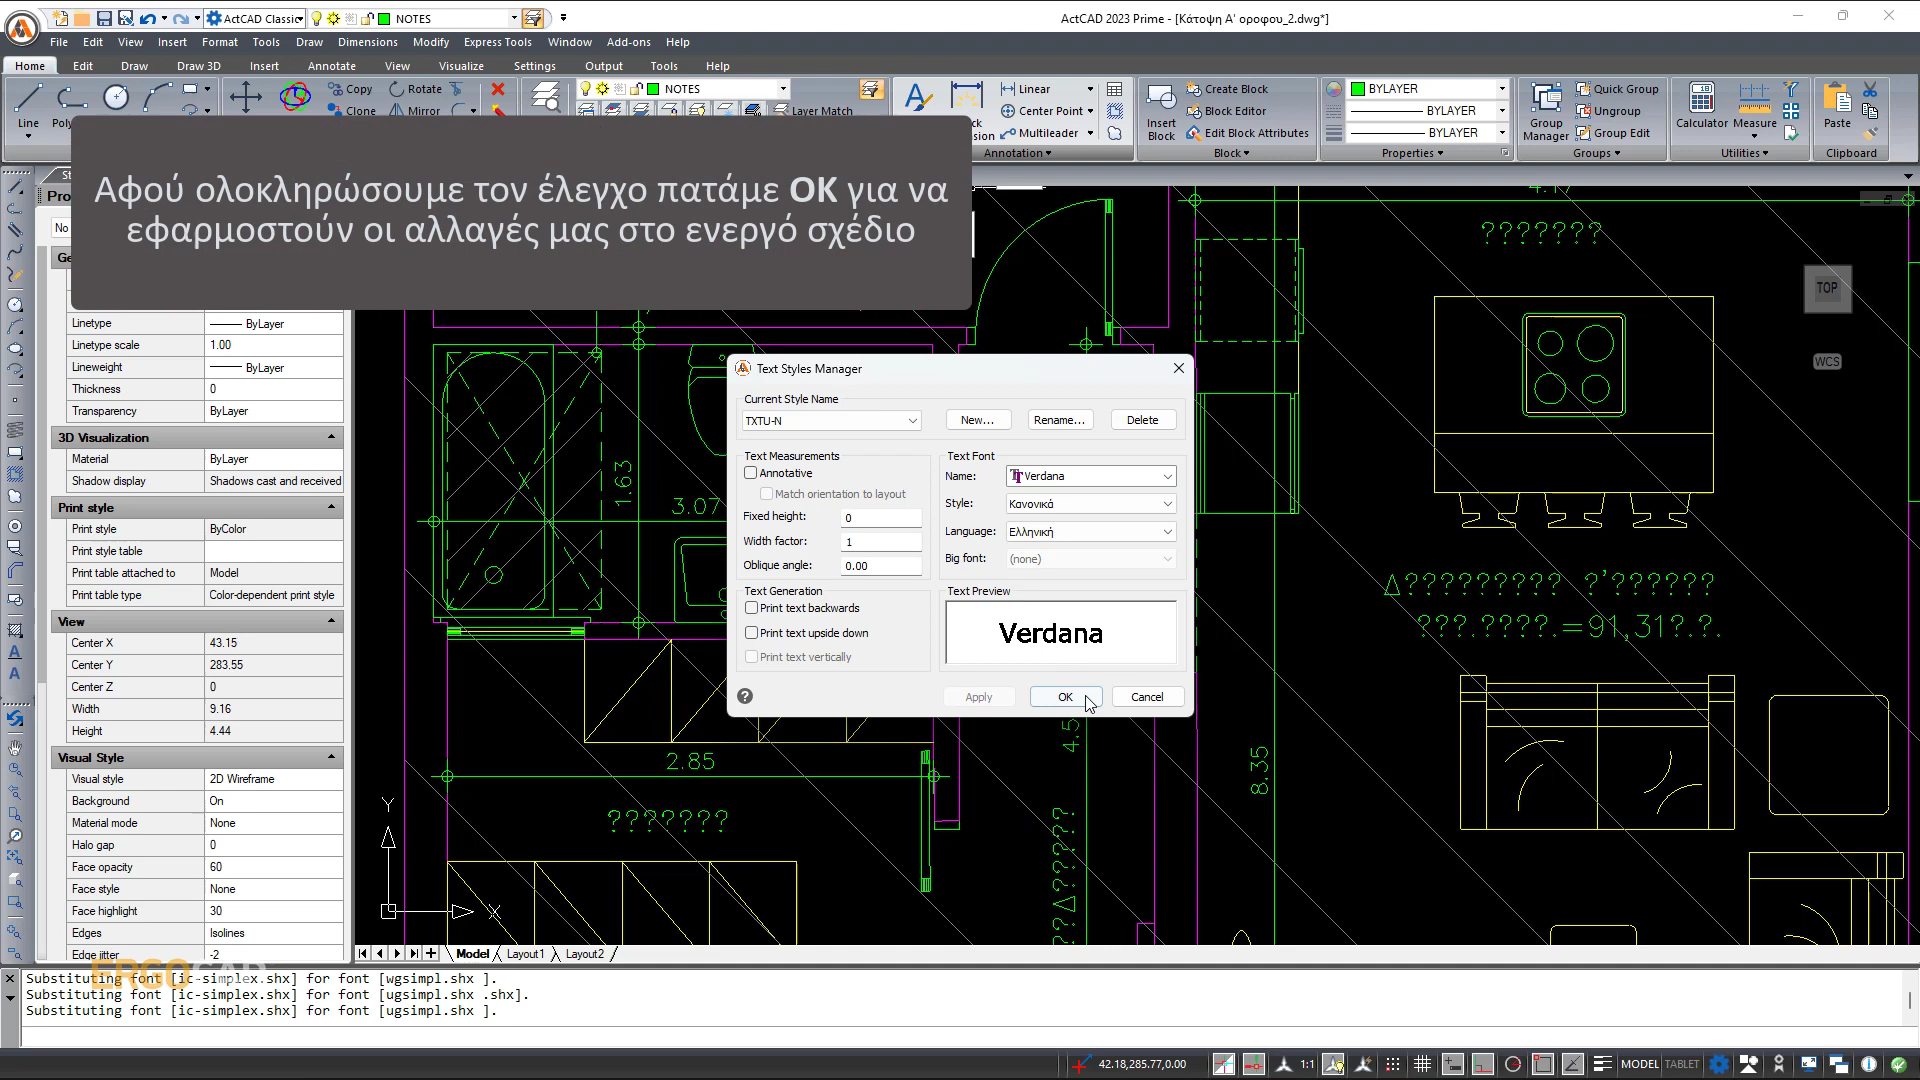 ActCAD Classic
NOTES
ActCAD 2023 Prime - [Κάτοψη Α' οροφου_2.dwg*]
File Edit View Insert Format Tools Draw Dimensions Modify Express Tools Window Add-ons Help
Home Edit Draw Draw 3D Insert Annotate View Visualize Settings Output Tools Help
Copy Rotate NOTES Linear Create Block BYLAYER Quick Group
Clone Mirror Layer Match Center Point Block Editor BYLAYER Ungroup
Line Insert Block Multileader Edit Block Attributes BYLAYER Group Manager Group Edit Calculator Measure Paste
Annotation Block Properties Groups Utilities Clipboard
Αφού ολοκληρώσουμε τον έλεγχο πατάμε OK για να
εφαρμοστούν οι αλλαγές μας στο ενεργό σχέδιο
Linetype ByLayer
Linetype scale 1.00
Lineweight ByLayer
Thickness 0
Transparency ByLayer
3D Visualization
Material ByLayer
Shadow display Shadows cast and received
Print style
Print style ByColor
Print style table
Print table attached to Model
Print table type Color-dependent print style
View
Center X 43.15
Center Y 283.55
Center Z 0
Width 9.16
Height 4.44
Visual Style
Visual style 2D Wireframe
Background On
Material mode None
Halo gap 0
Face opacity 60
Face style None
Face highlight 30
Edges Isolines
Edge jitter -2
Text Styles Manager
Current Style Name
TXTU-N New... Rename... Delete
Text Measurements
Annotative
Match orientation to layout
Fixed height: 0
Width factor: 1
Oblique angle: 0.00
Text Font
Name: Verdana
Style: Κανονικά
Language: Ελληνική
Big font: (none)
Text Generation
Print text backwards
Print text upside down
Print text vertically
Text Preview
Verdana
Apply OK Cancel
???????
TOP
WCS
1.63
3.07
2.85
???????
8.35
Δ????????? ?'??????
???.????.=91,31?.?.
Y
X
Model Layout1 Layout2
ERGOCAD
Substituting font [ic-simplex.shx] for font [wgsimpl.shx ].
Substituting font [ic-simplex.shx] for font [ugsimpl.shx .shx].
Substituting font [ic-simplex.shx] for font [ugsimpl.shx ].
42.18,285.77,0.00 1:1 MODEL TABLET